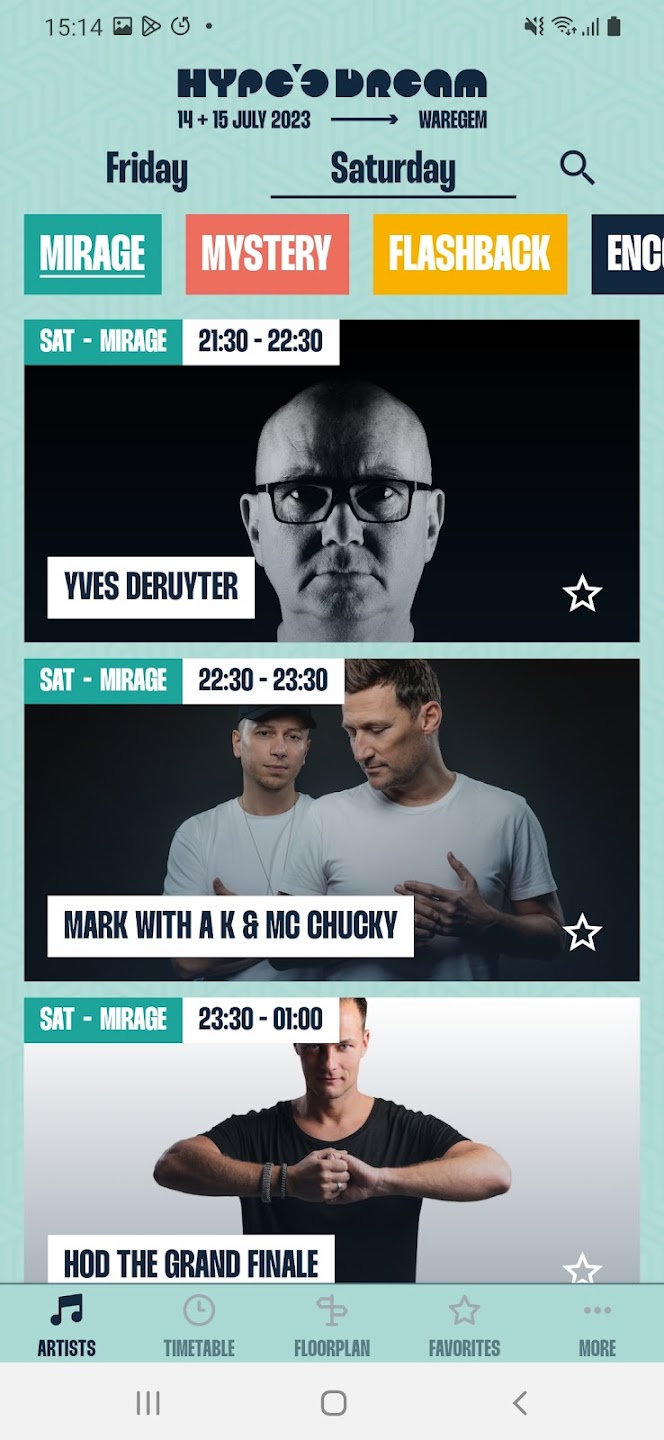 15:14
HYPE'D DREAM
14 + 15 JULY 2023 WAREGEM
Friday Saturday
MIRAGE MYSTERY FLASHBACK ENCO
SAT - MIRAGE 21:30 - 22:30
YVES DERUYTER
SAT - MIRAGE 22:30 - 23:30
MARK WITH A K & MC CHUCKY
SAT - MIRAGE 23:30 - 01:00
HOD THE GRAND FINALE
ARTISTS TIMETABLE FLOORPLAN FAVORITES MORE